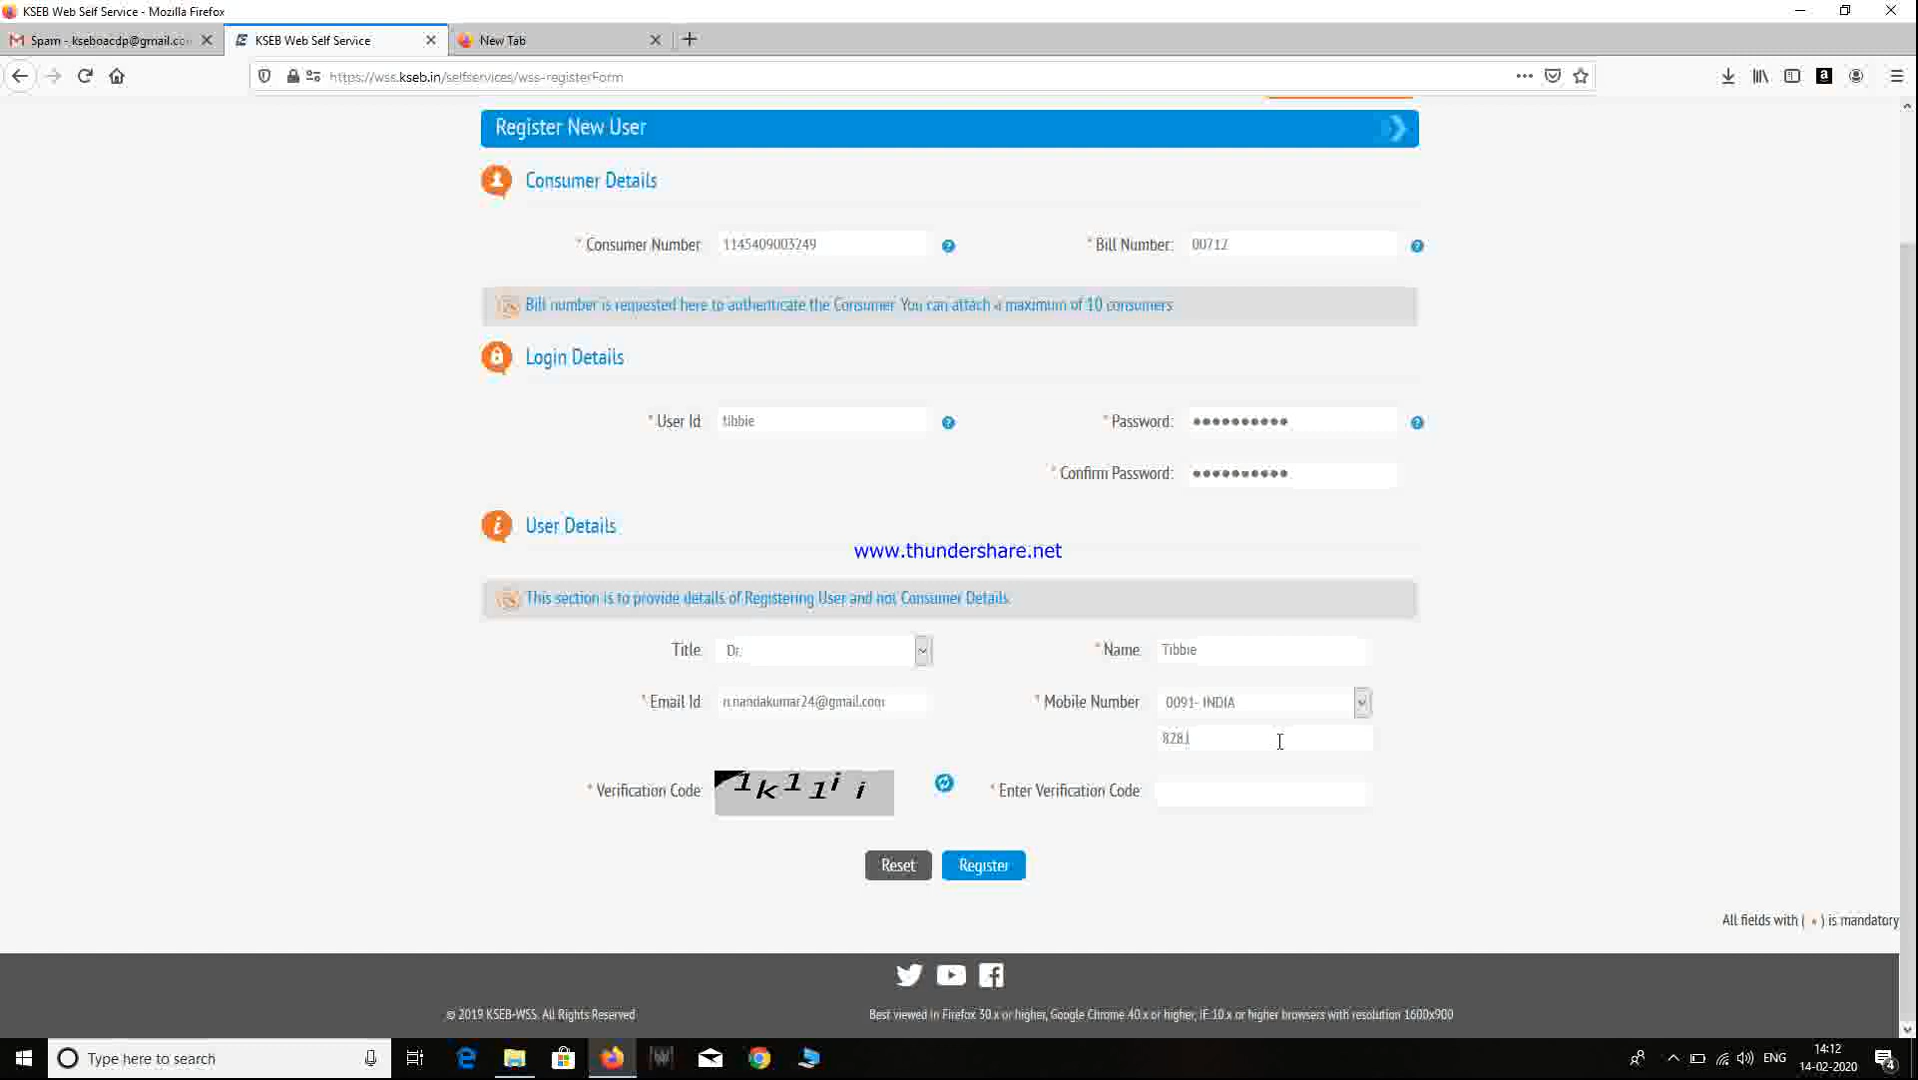 KSEB Web Self Service - Mozilla Firefox
Spam - kseboacdp@gmail.co
KSEB Web Self Service
New Tab
https://wss.kseb.in/selfservices/wss-registerForm
Register New User
Consumer Details
* Consumer Number: 1145409003249
* Bill Number: 00712
Bill number is requested here to authenticate the Consumer. You can attach a maximum of 10 consumers
Login Details
* User Id: tibbie
* Password: ••••••••••
* Confirm Password: ••••••••••
User Details
www.thundershare.net
This section is to provide details of Registering User and not Consumer Details.
Title: Dr.
* Name: Tibbie
* Email Id: n.nandakumar24@gmail.com
* Mobile Number: 0091- INDIA
8281
* Verification Code: 1k11ii
* Enter Verification Code:
Reset
Register
All fields with ( * ) is mandatory
© 2019 KSEB-WSS. All Rights Reserved
Best viewed in Firefox 30.x or higher, Google Chrome 40.x or higher, IE 10.x or higher browsers with resolution 1600x900
Type here to search
ENG
14:12
14-02-2020
4